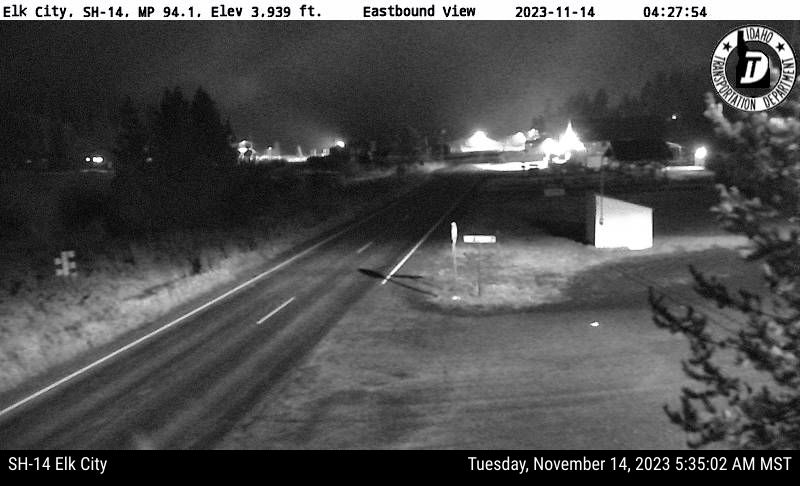 Elk City, SH-14, MP 94.1, Elev 3,939 ft. Eastbound View 2023-11-14 04:27:54
IDAHO
TRANSPORTATION DEPARTMENT
SH-14 Elk City Tuesday, November 14, 2023 5:35:02 AM MST